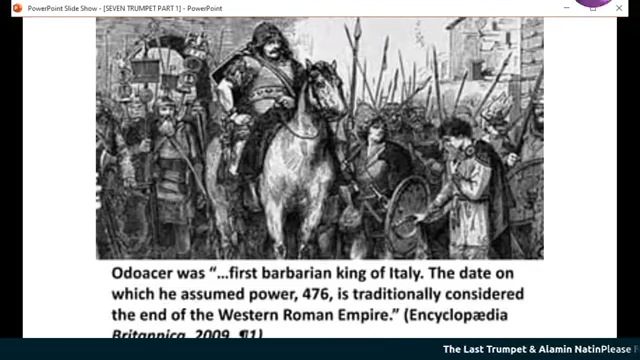 PowerPoint Slide Show - [SEVEN TRUMPET PART 1] - PowerPoint
Odoacer was “...first barbarian king of Italy. The date on
which he assumed power, 476, is traditionally considered
the end of the Western Roman Empire.” (Encyclopædia
Britannica, 2009, ¶1)
The Last Trumpet & Alamin NatinPlease